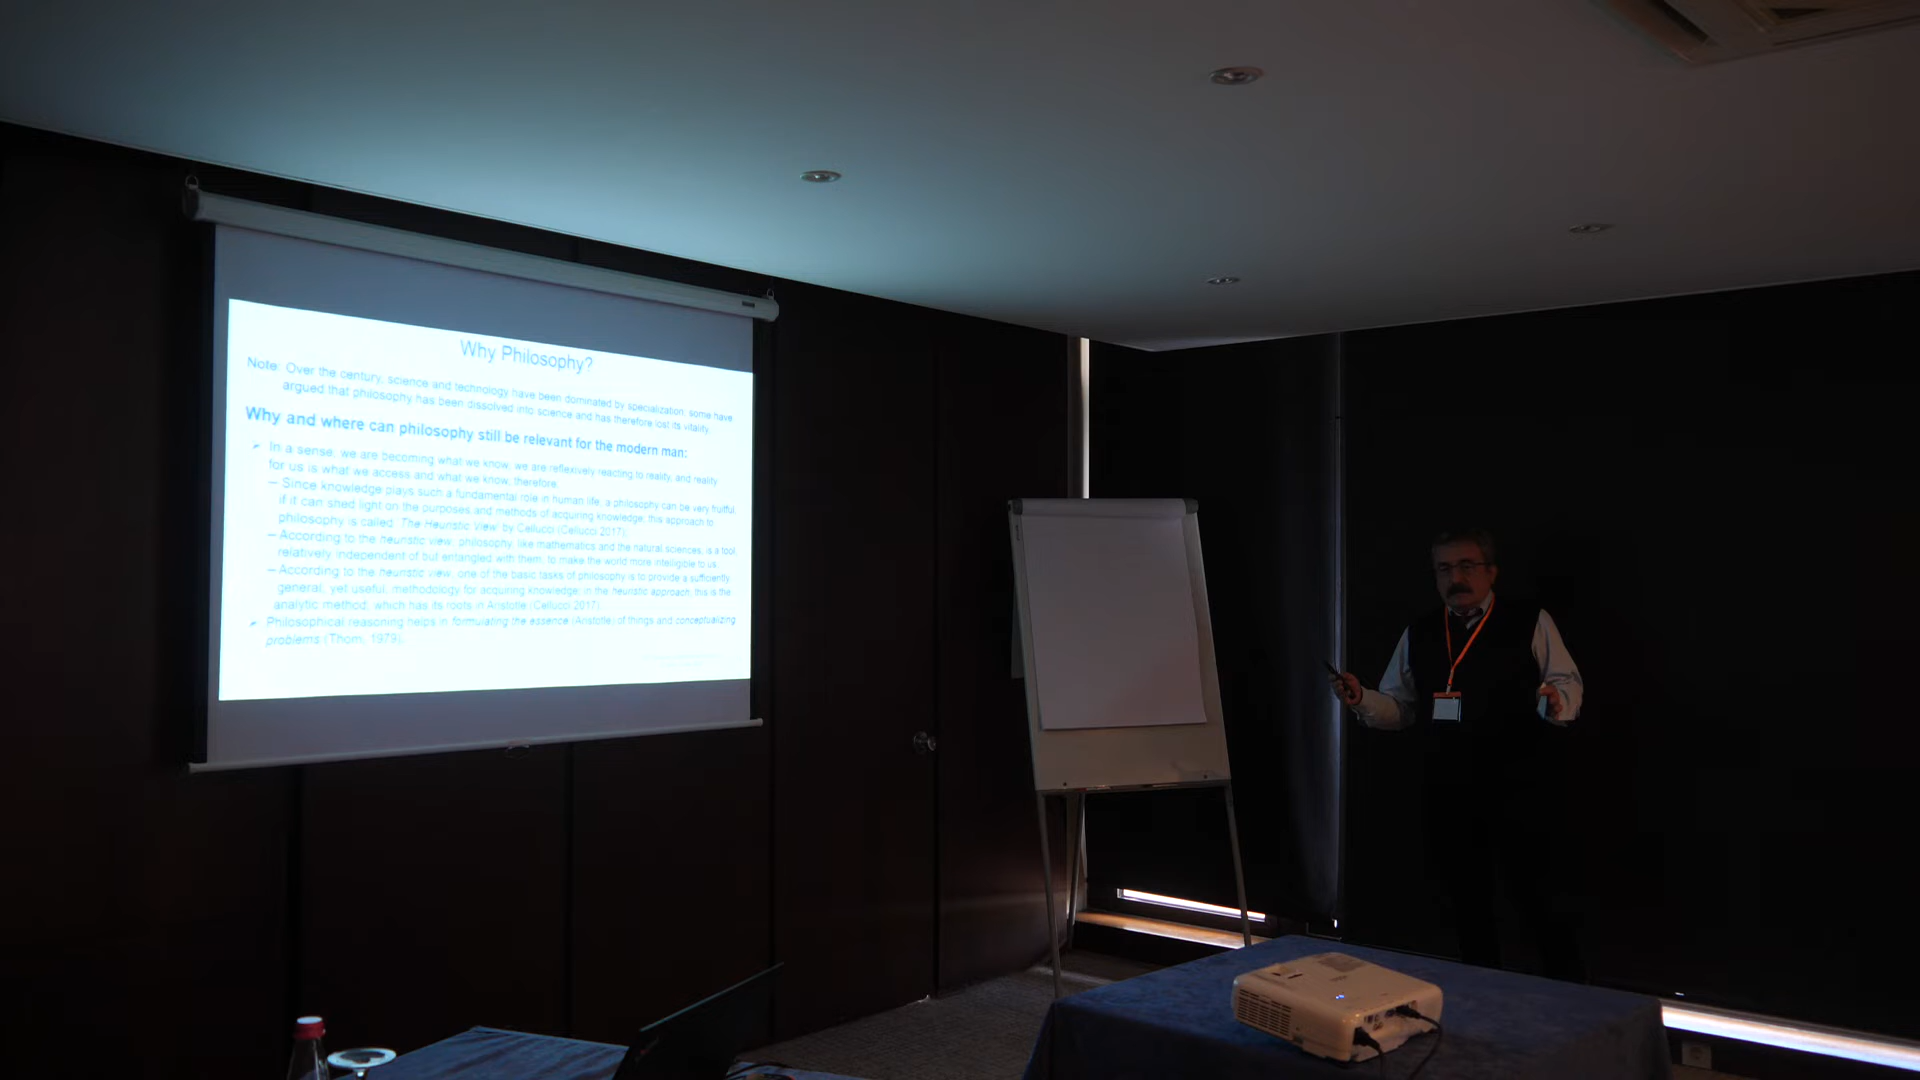 Why Philosophy?
Note: Over the century, science and technology have been dominated by specialization; some have
argued that philosophy has been dissolved into science and has therefore lost its vitality.
Why and where can philosophy still be relevant for the modern man:
In a sense, we are becoming what we know; we are reflexively reacting to reality, and reality
for us is what we access and what we know, therefore:
– Since knowledge plays such a fundamental role in human life, a philosophy can be very fruitful,
if it can shed light on the purposes and methods of acquiring knowledge; this approach to
philosophy is called: 'The Heuristic View' by Cellucci (Cellucci 2017).
– According to the heuristic view, philosophy, like mathematics and the natural sciences, is a tool,
relatively independent of but entangled with them, to make the world more intelligible to us.
– According to the heuristic view, one of the basic tasks of philosophy is to provide a sufficiently
general, yet useful, methodology for acquiring knowledge; in the heuristic approach, this is the
analytic method, which has its roots in Aristotle (Cellucci 2017).
Philosophical reasoning helps in formulating the essence (Aristotle) of things and conceptualizing
problems (Thom, 1979).